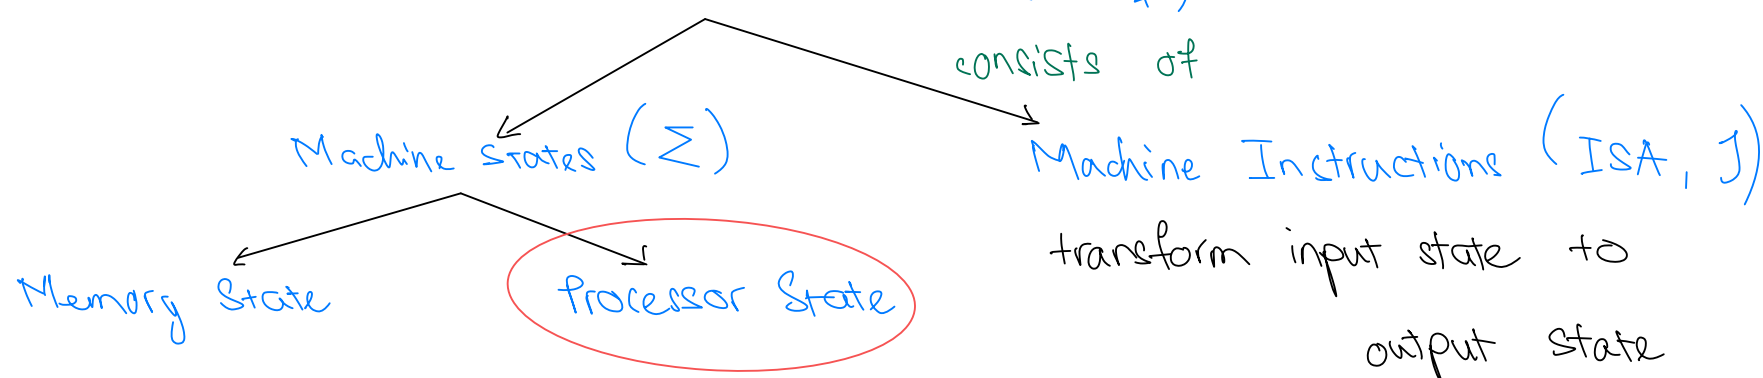 consists of
Machine States (Σ)
Machine Instructions (ISA, J)
Memory State
Processor State
transform input state to
output state